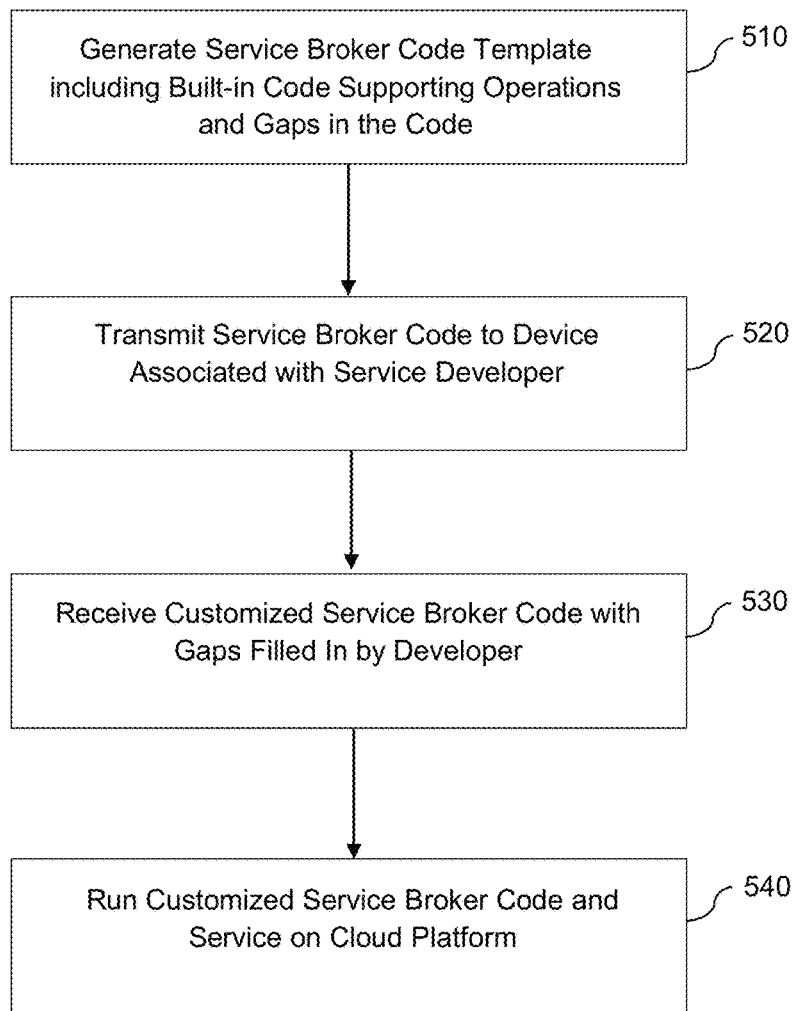 Generate Service Broker Code Template
including Built-in Code Supporting Operations
and Gaps in the Code
510
Transmit Service Broker Code to Device
Associated with Service Developer
520
Receive Customized Service Broker Code with
Gaps Filled In by Developer
530
Run Customized Service Broker Code and
Service on Cloud Platform
540